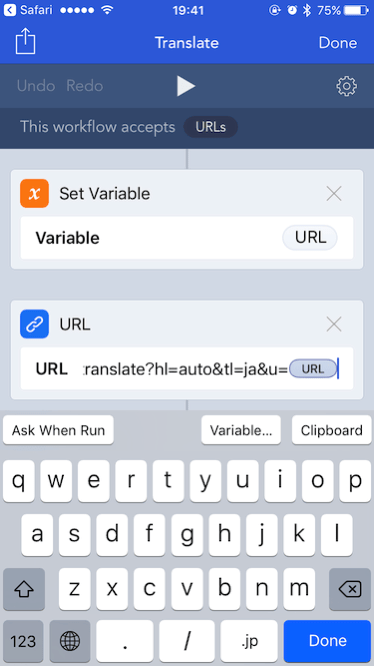 Safari 19:41 75%
Translate Done
Undo Redo
This workflow accepts URLs
x Set Variable
Variable URL
URL
URL translate?hl=auto&tl=ja&u= URL
Ask When Run Variable... Clipboard
q w e r t y u i o p
a s d f g h j k l
z x c v b n m
123 . / .jp Done